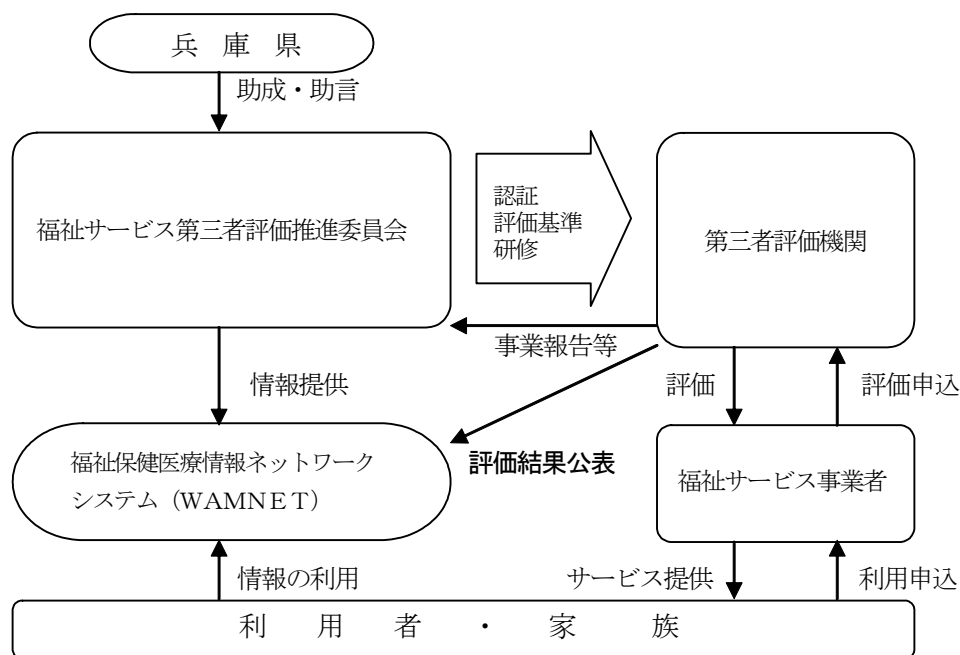 兵　庫　県
助成・助言
福祉サービス第三者評価推進委員会
認証
評価基準
研修
第三者評価機関
事業報告等
情報提供
評価
評価申込
福祉保健医療情報ネットワーク
システム（WAMNET）
評価結果公表
福祉サービス事業者
情報の利用
サービス提供
利用申込
利　用　者　・　家　族